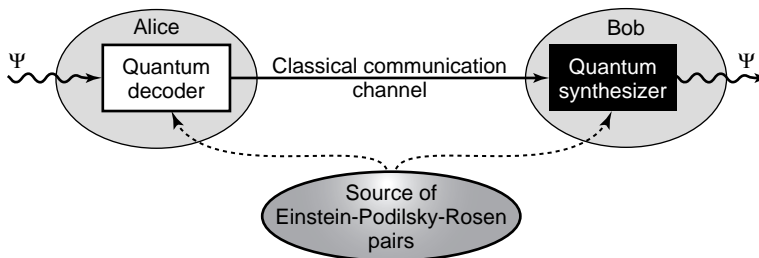 Alice
Bob
Ψ
Quantum
decoder
Classical communication
channel
Quantum
synthesizer
Ψ
Source of
Einstein-Podilsky-Rosen
pairs